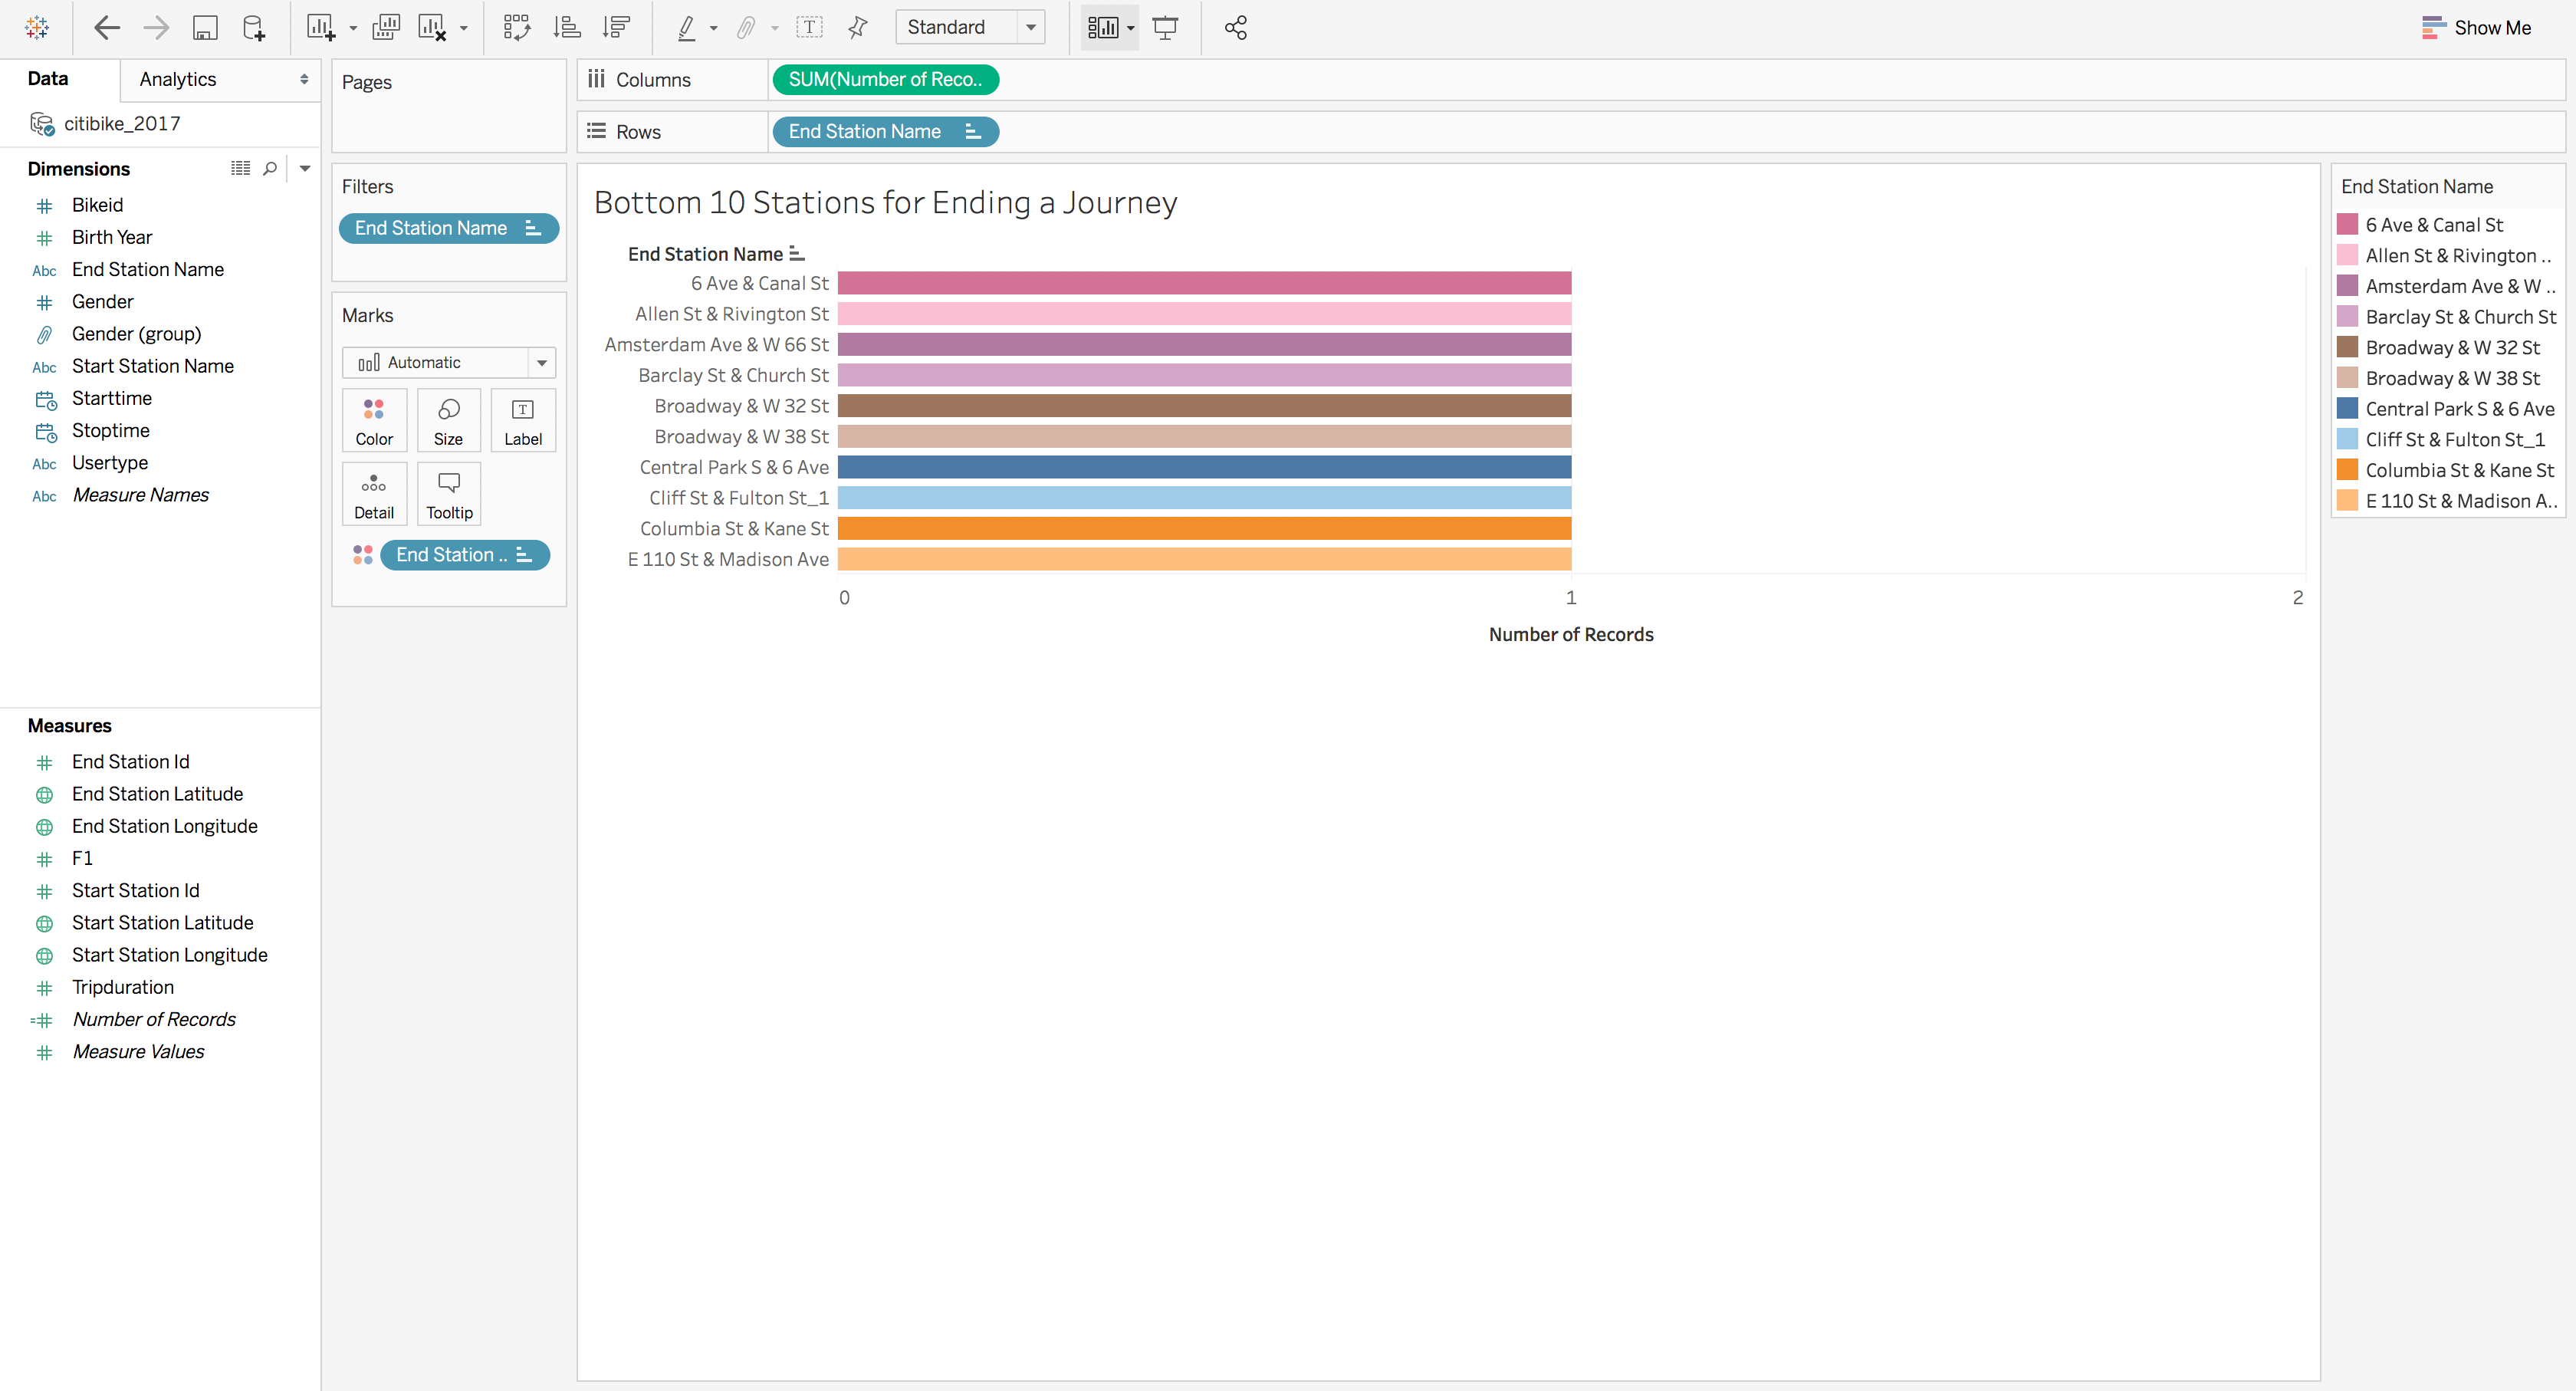 Standard
Show Me
Data
Analytics
citibike_2017
Dimensions
# Bikeid
# Birth Year
Abc End Station Name
# Gender
Gender (group)
Abc Start Station Name
Starttime
Stoptime
Abc Usertype
Abc Measure Names
Measures
# End Station Id
End Station Latitude
End Station Longitude
# F1
# Start Station Id
Start Station Latitude
Start Station Longitude
# Tripduration
=# Number of Records
# Measure Values
Pages
Filters
End Station Name
Marks
Automatic
Color
Size
T
Label
Detail
Tooltip
End Station ..
Columns
SUM(Number of Reco..
Rows
End Station Name
Bottom 10 Stations for Ending a Journey
End Station Name
6 Ave & Canal St
Allen St & Rivington St
Amsterdam Ave & W 66 St
Barclay St & Church St
Broadway & W 32 St
Broadway & W 38 St
Central Park S & 6 Ave
Cliff St & Fulton St_1
Columbia St & Kane St
E 110 St & Madison Ave
0
1
2
Number of Records
End Station Name
6 Ave & Canal St
Allen St & Rivington ..
Amsterdam Ave & W ..
Barclay St & Church St
Broadway & W 32 St
Broadway & W 38 St
Central Park S & 6 Ave
Cliff St & Fulton St_1
Columbia St & Kane St
E 110 St & Madison A..